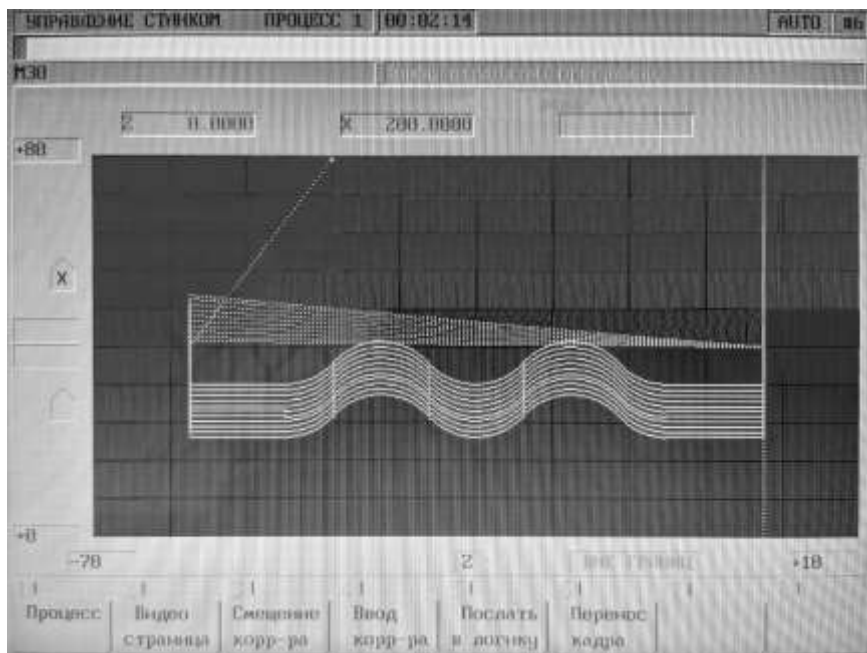 УПРАВЛЕНИЕ СТАНКОМ ПРОЦЕСС 1 00:02:14 AUTO
M30
Z 0.0000 X 200.0000
+80
X
+0
-70 Z +10
Процесс Видео страница Смещение корр-ра Ввод корр-ра Послать в логику Перенос кадра